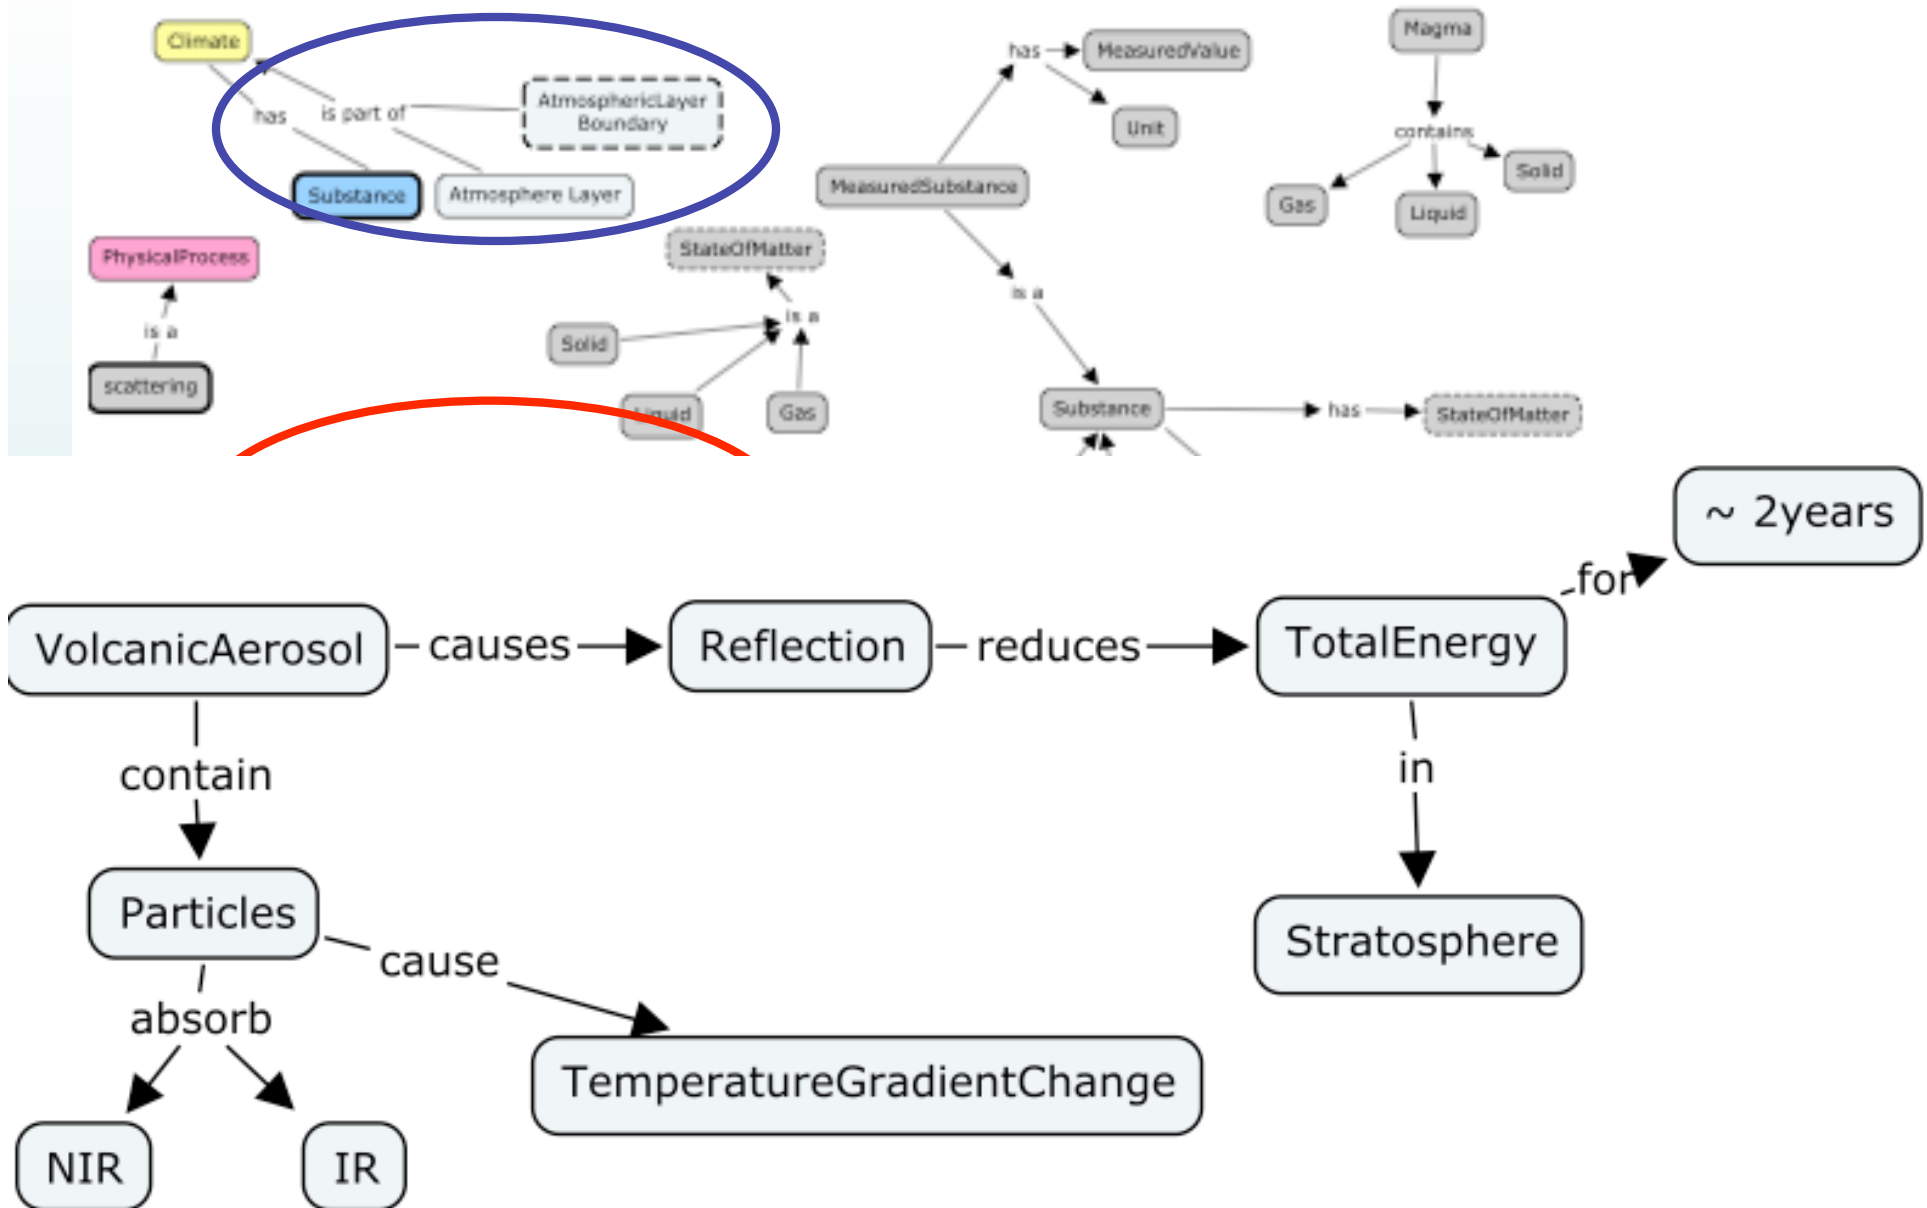 Climate
has
is part of
AtmosphericLayer
Boundary
Substance
Atmosphere Layer
has
MeasuredValue
Unit
MeasuredSubstance
Magma
contains
Gas
Liquid
Solid
PhysicalProcess
is a
scattering
StateOfMatter
is a
Solid
Liquid
Gas
is a
Substance
has
StateOfMatter
~ 2years
for
VolcanicAerosol
causes
Reflection
reduces
TotalEnergy
contain
in
Particles
cause
Stratosphere
absorb
TemperatureGradientChange
NIR
IR